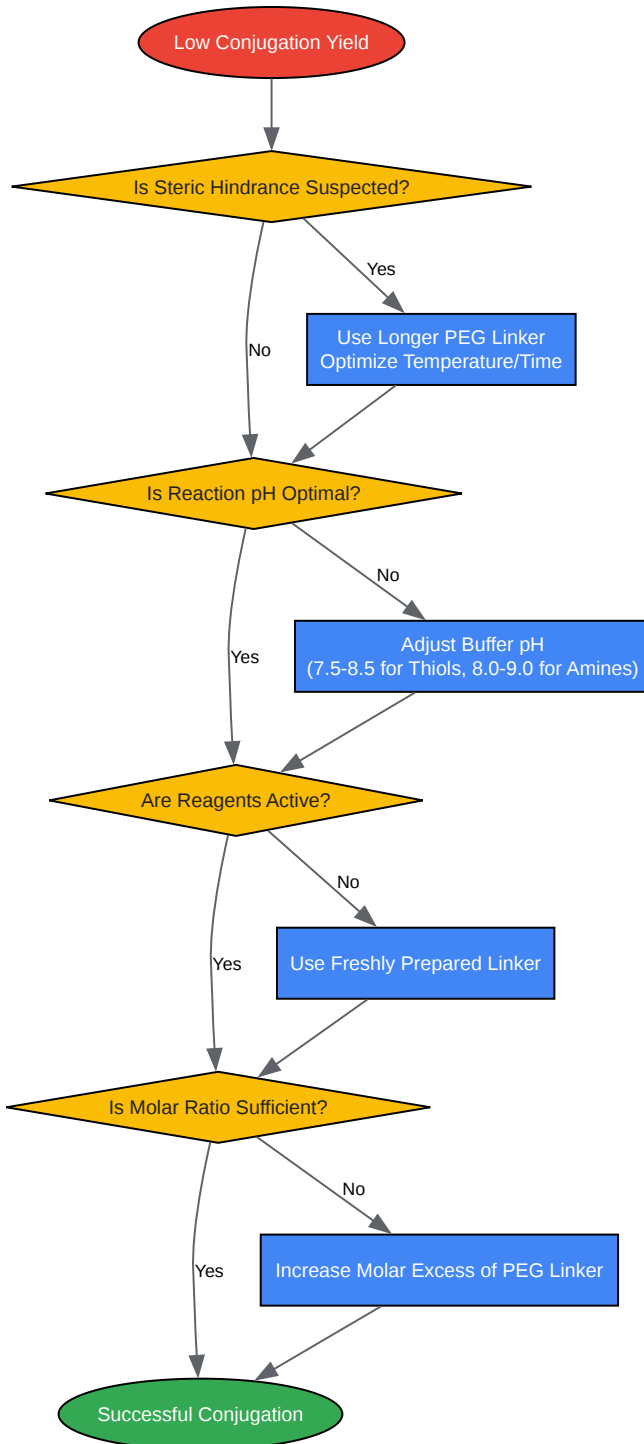 Low Conjugation Yield
Is Steric Hindrance Suspected?
Yes
Use Longer PEG Linker
Optimize Temperature/Time
No
Is Reaction pH Optimal?
No
Adjust Buffer pH
(7.5-8.5 for Thiols, 8.0-9.0 for Amines)
Yes
Are Reagents Active?
No
Use Freshly Prepared Linker
Yes
Is Molar Ratio Sufficient?
No
Increase Molar Excess of PEG Linker
Yes
Successful Conjugation